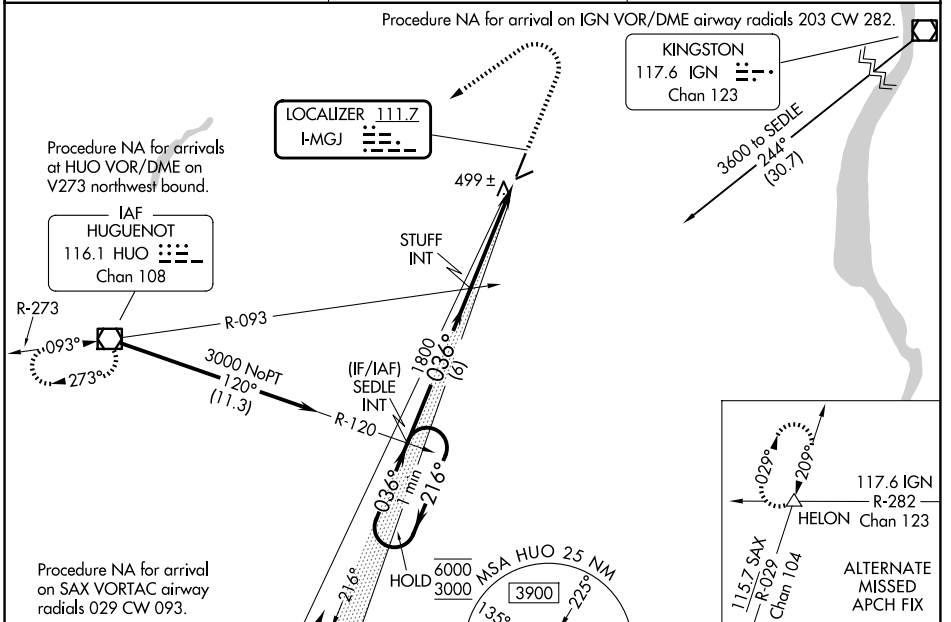 Procedure NA for arrival on IGN VOR/DME airway radials 203 CW 282.
KINGSTON
117.6 IGN
Chan 123
LOCALIZER 111.7
I-MGJ
3600 to SEDLE
244°
(30.7)
Procedure NA for arrivals
at HUO VOR/DME on
V273 northwest bound.
499 ±
IAF
HUGUENOT
116.1 HUO
Chan 108
STUFF
INT
R-273
R-093
093°
273°
3000 NoPT
120°
(11.3)
R-120
1800
036°
(6)
(IF/IAF)
SEDLE
INT
036°
1 min
216°
216°
HOLD
6000
3000
MSA HUO 25 NM
3900
135°
225°
029°
209°
117.6 IGN
R-282
Chan 123
HELON
115.7 SAX
R-029
Chan 104
ALTERNATE
MISSED
APCH FIX
Procedure NA for arrival
on SAX VORTAC airway
radials 029 CW 093.